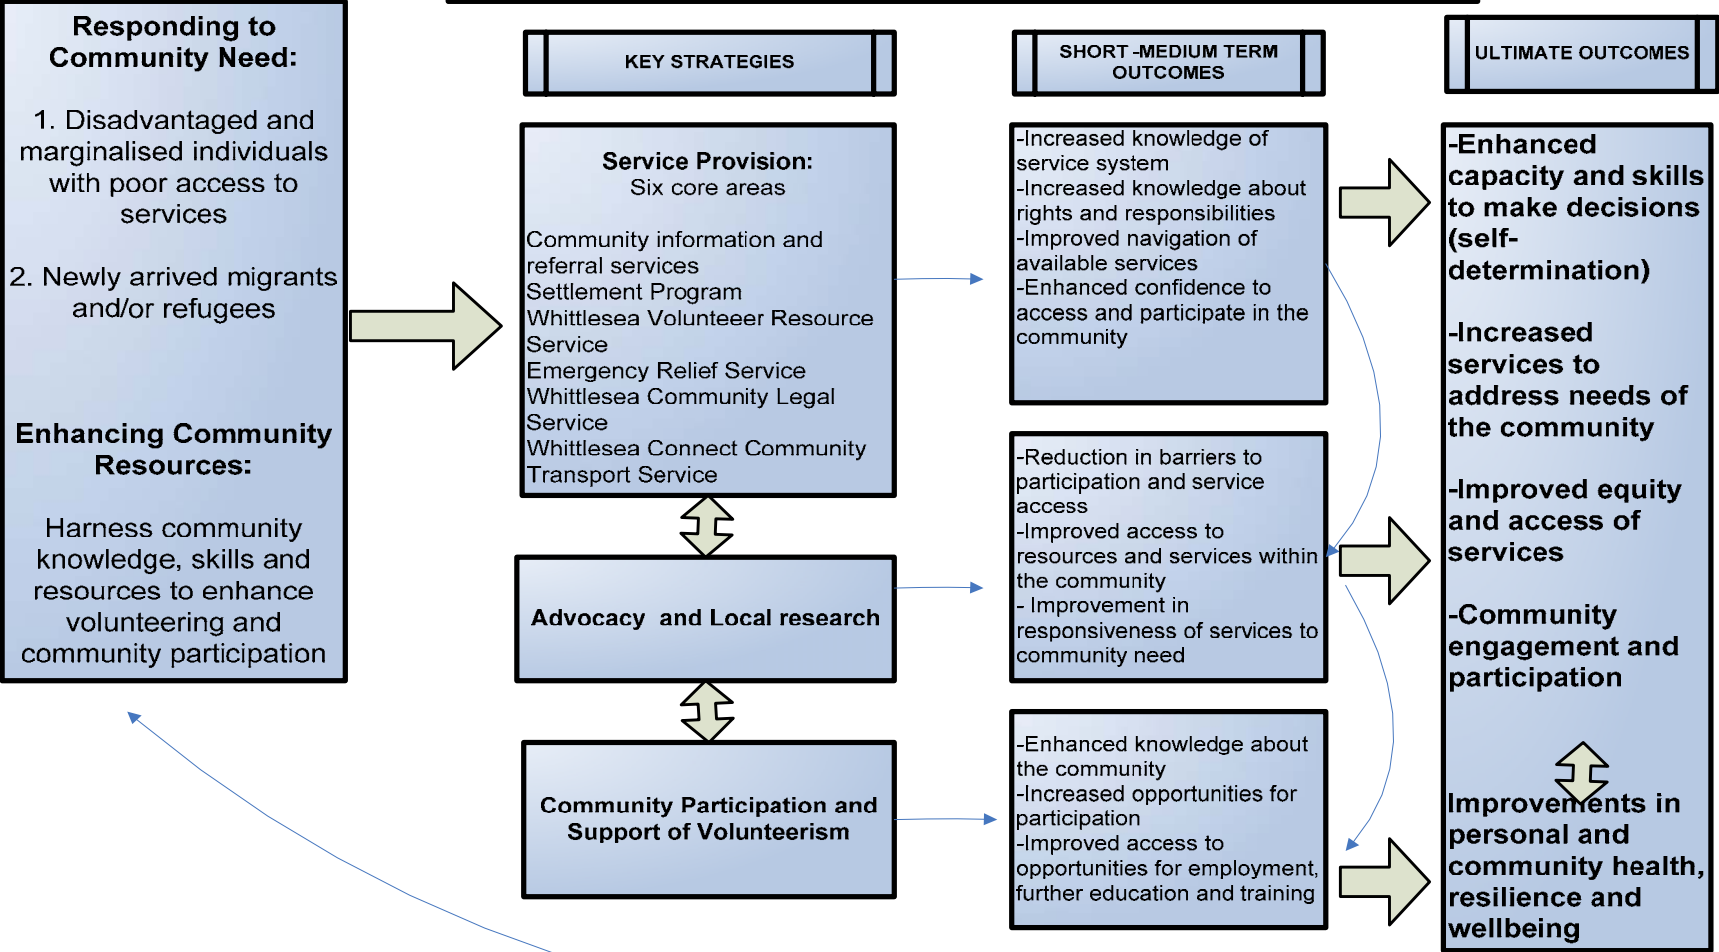 Responding to
Community Need:
1. Disadvantaged and
marginalised individuals
with poor access to
services
2. Newly arrived migrants
and/or refugees
Enhancing Community
Resources:
Harness community
knowledge, skills and
resources to enhance
volunteering and
community participation
KEY STRATEGIES
Service Provision:
Six core areas
Community information and
referral services
Settlement Program
Whittlesea Volunteeer Resource
Service
Emergency Relief Service
Whittlesea Community Legal
Service
Whittlesea Connect Community
Transport Service
Advocacy and Local research
Community Participation and
Support of Volunteerism
SHORT -MEDIUM TERM
OUTCOMES
-Increased knowledge of
service system
-Increased knowledge about
rights and responsibilities
-Improved navigation of
available services
-Enhanced confidence to
access and participate in the
community
-Reduction in barriers to
participation and service
access
-Improved access to
resources and services within
the community
- Improvement in
responsiveness of services to
community need
-Enhanced knowledge about
the community
-Increased opportunities for
participation
-Improved access to
opportunities for employment,
further education and training
ULTIMATE OUTCOMES
-Enhanced
capacity and skills
to make decisions
(self-
determination)
-Increased
services to
address needs of
the community
-Improved equity
and access of
services
-Community
engagement and
participation
Improvements in
personal and
community health,
resilience and
wellbeing